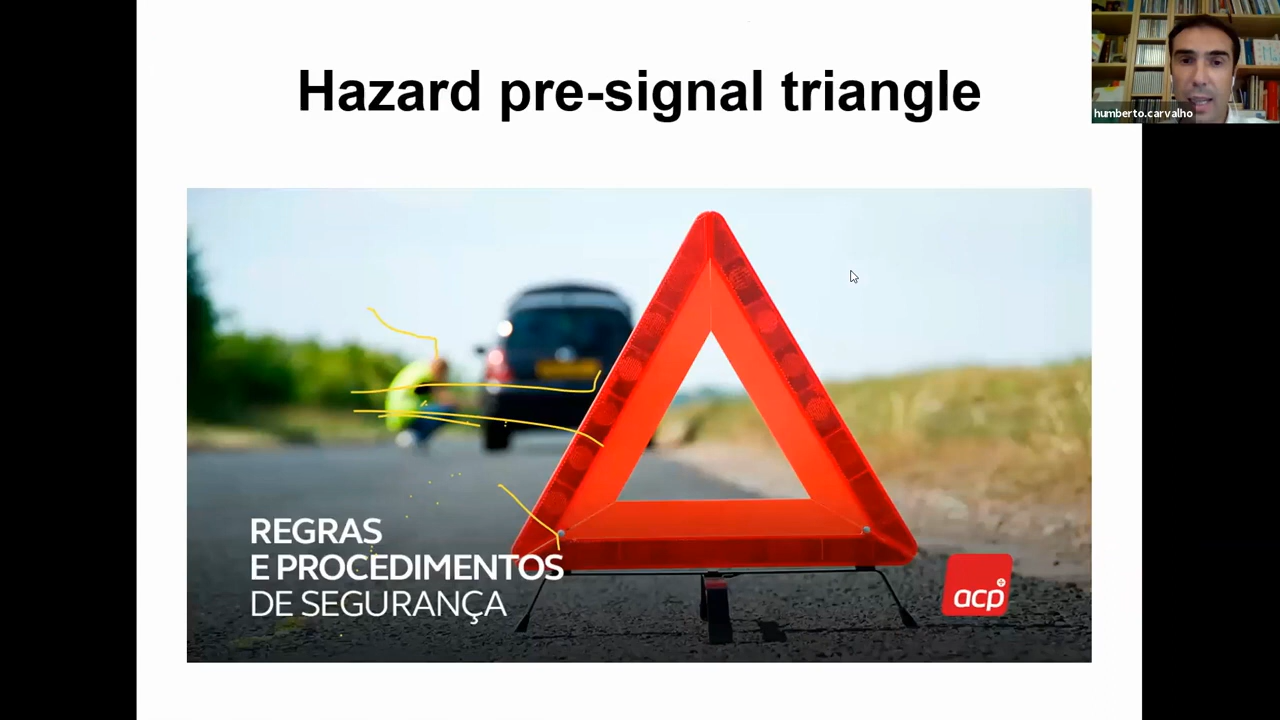 Hazard pre-signal triangle
humberto.carvalho
REGRAS
E PROCEDIMENTOS
DE SEGURANÇA
acp